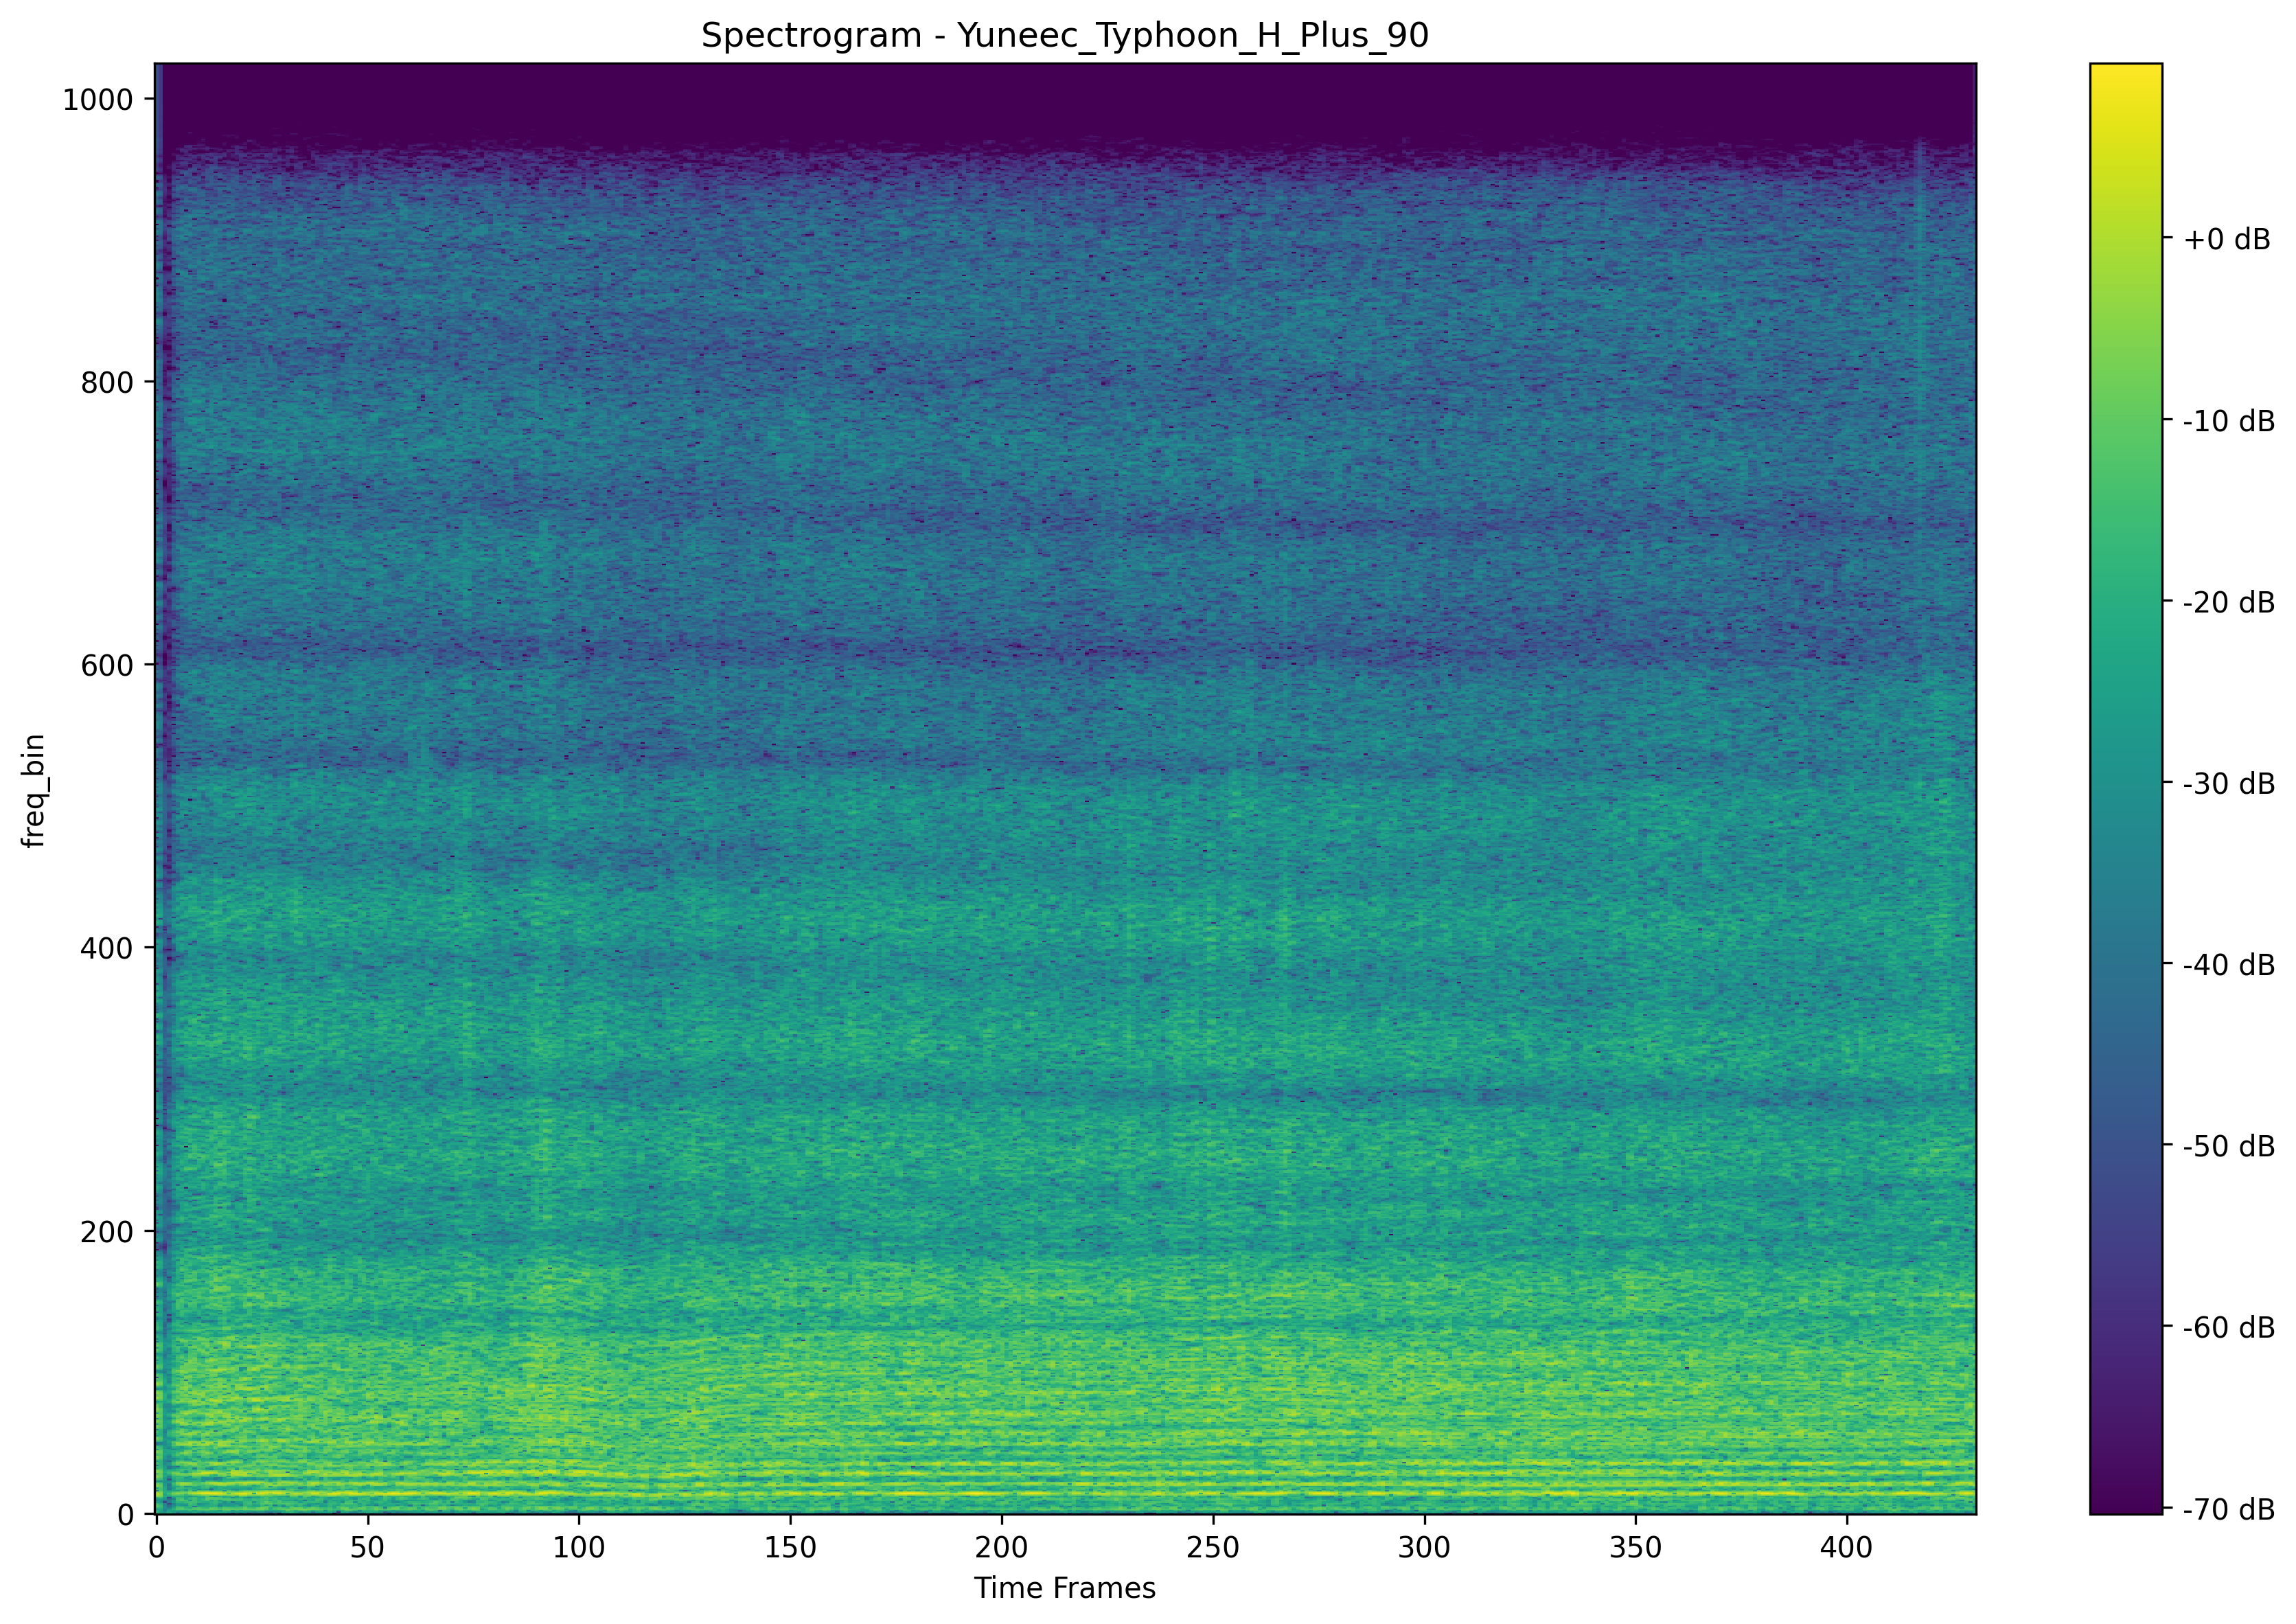 Spectrogram - Yuneec_Typhoon_H_Plus_90
1000
800
600
400
200
0
freq_bin
0 50 100 150 200 250 300 350 400
Time Frames
+0 dB
-10 dB
-20 dB
-30 dB
-40 dB
-50 dB
-60 dB
-70 dB